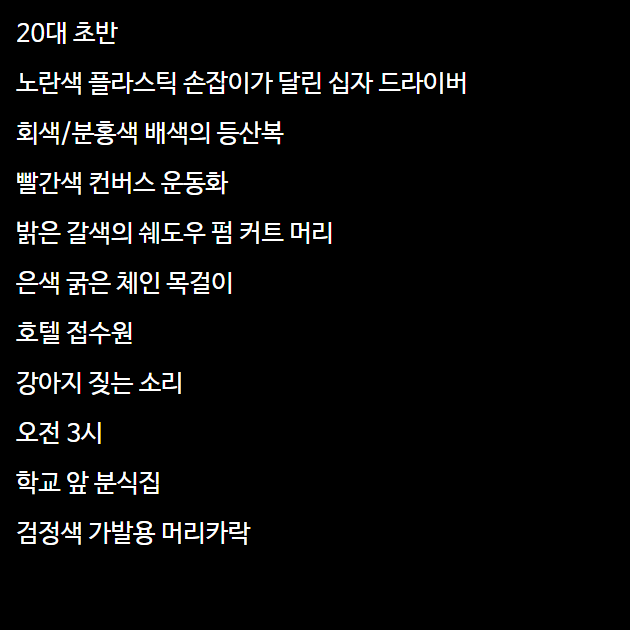 20대 초반
노란색 플라스틱 손잡이가 달린 십자 드라이버
회색/분홍색 배색의 등산복
빨간색 컨버스 운동화
밝은 갈색의 쉐도우 펌 커트 머리
은색 굵은 체인 목걸이
호텔 접수원
강아지 짖는 소리
오전 3시
학교 앞 분식집
검정색 가발용 머리카락